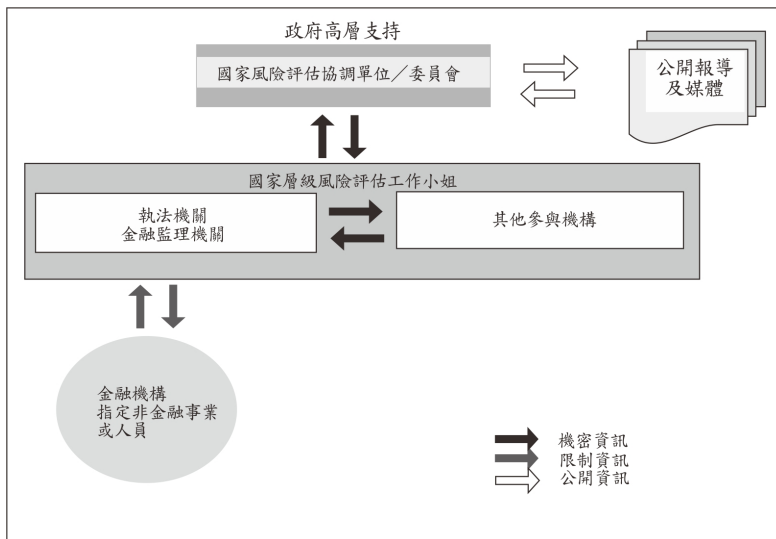 政府高層支持
國家風險評估協調單位／委員會
公開報導
及媒體
國家層級風險評估工作小姐
執法機關
金融監理機關
其他參與機構
金融機構
指定非金融事業
或人員
機密資訊
限制資訊
公開資訊